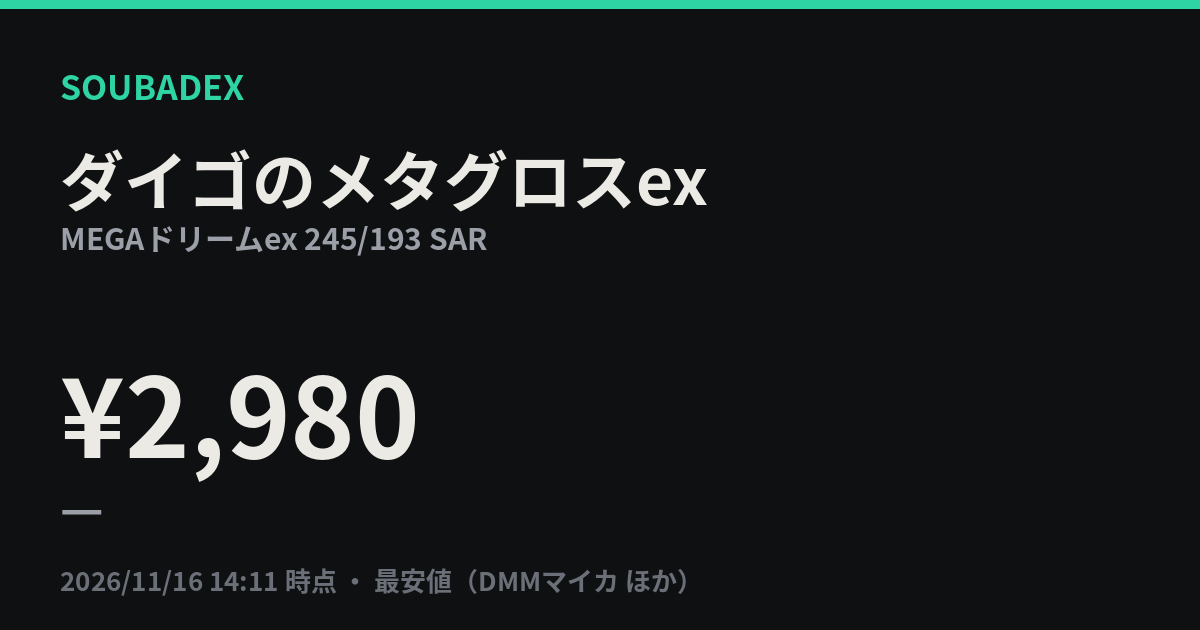 SOUBADEX
ダイゴのメタグロスex
MEGAドリームex 245/193 SAR
¥2,980
—
2026/11/16 14:11 時点 ・ 最安値（DMMマイカ ほか）